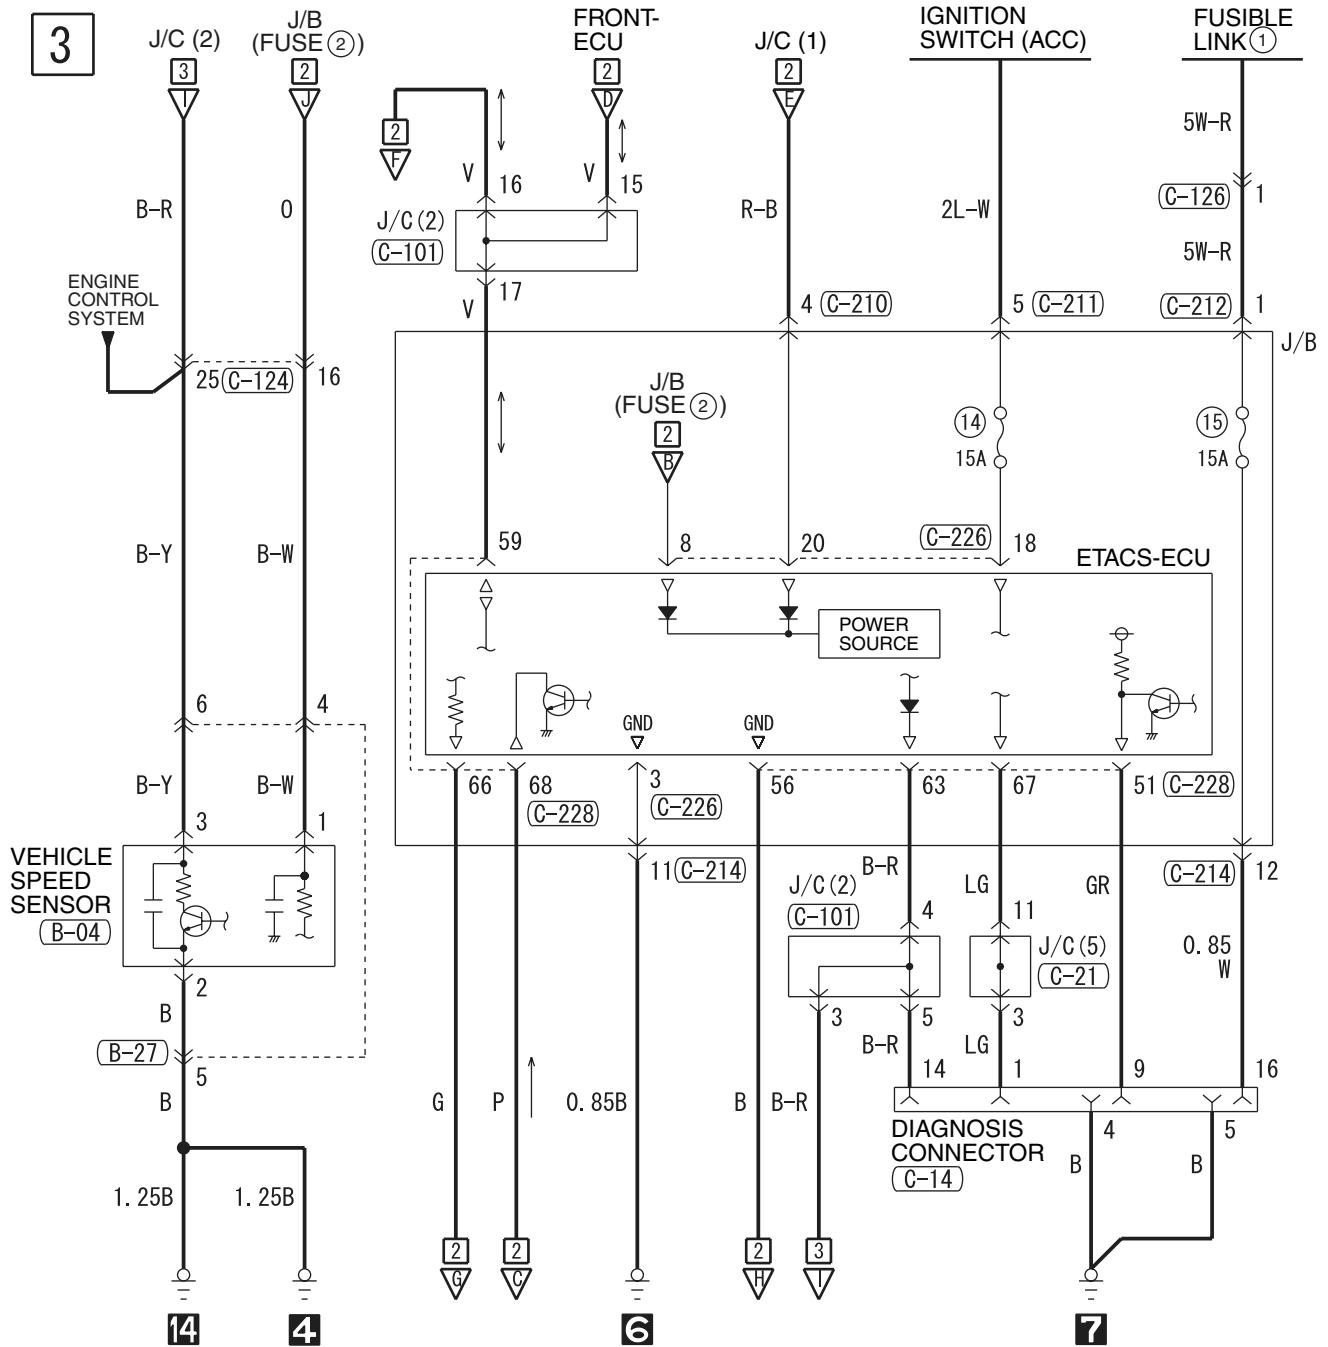 3
J/C (2)
3
I
J/B
(FUSE 2)
2
J
FRONT-
ECU
2
D
J/C (1)
2
E
IGNITION
SWITCH (ACC)
FUSIBLE
LINK 1
2
F
V
16
V
15
5W-R
C-126
1
B-R
O
J/C (2)
C-101
R-B
2L-W
5W-R
17
V
ENGINE
CONTROL
SYSTEM
4
C-210
5
C-211
C-212
1
J/B
25
C-124
16
J/B
(FUSE 2)
2
B
14
15A
15
15A
59
8
20
C-226
18
ETACS-ECU
B-Y
B-W
POWER
SOURCE
6
4
GND
GND
B-Y
B-W
66
68
C-228
3
C-226
56
63
67
51
C-228
3
1
VEHICLE
SPEED
SENSOR
B-04
11
C-214
J/C (2)
C-101
B-R
4
LG
11
GR
C-214
12
J/C (5)
C-21
0.85
W
2
B
3
5
3
B-27
5
B
B-R
14
LG
1
9
16
G
P
0.85B
B
B-R
DIAGNOSIS
CONNECTOR
C-14
4
5
B
B
1.25B
1.25B
2
G
2
C
2
H
3
I
14
4
6
7